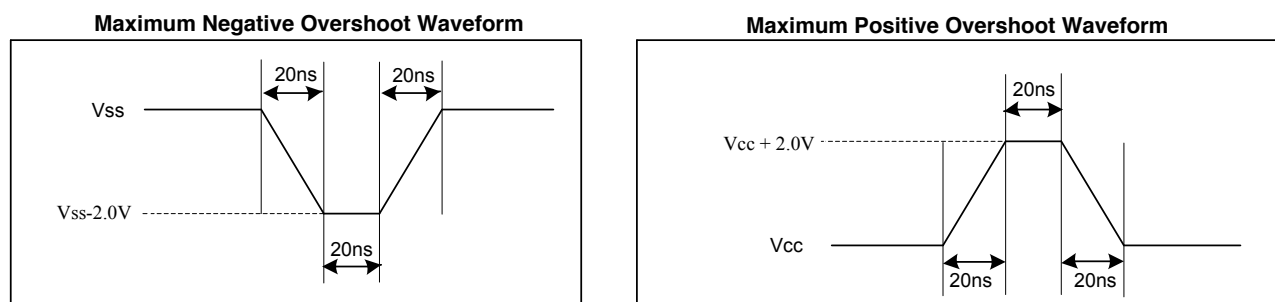 Maximum Negative Overshoot Waveform
20ns 20ns
Vss
Vss-2.0V
20ns
Maximum Positive Overshoot Waveform
20ns
Vcc + 2.0V
Vcc
20ns 20ns